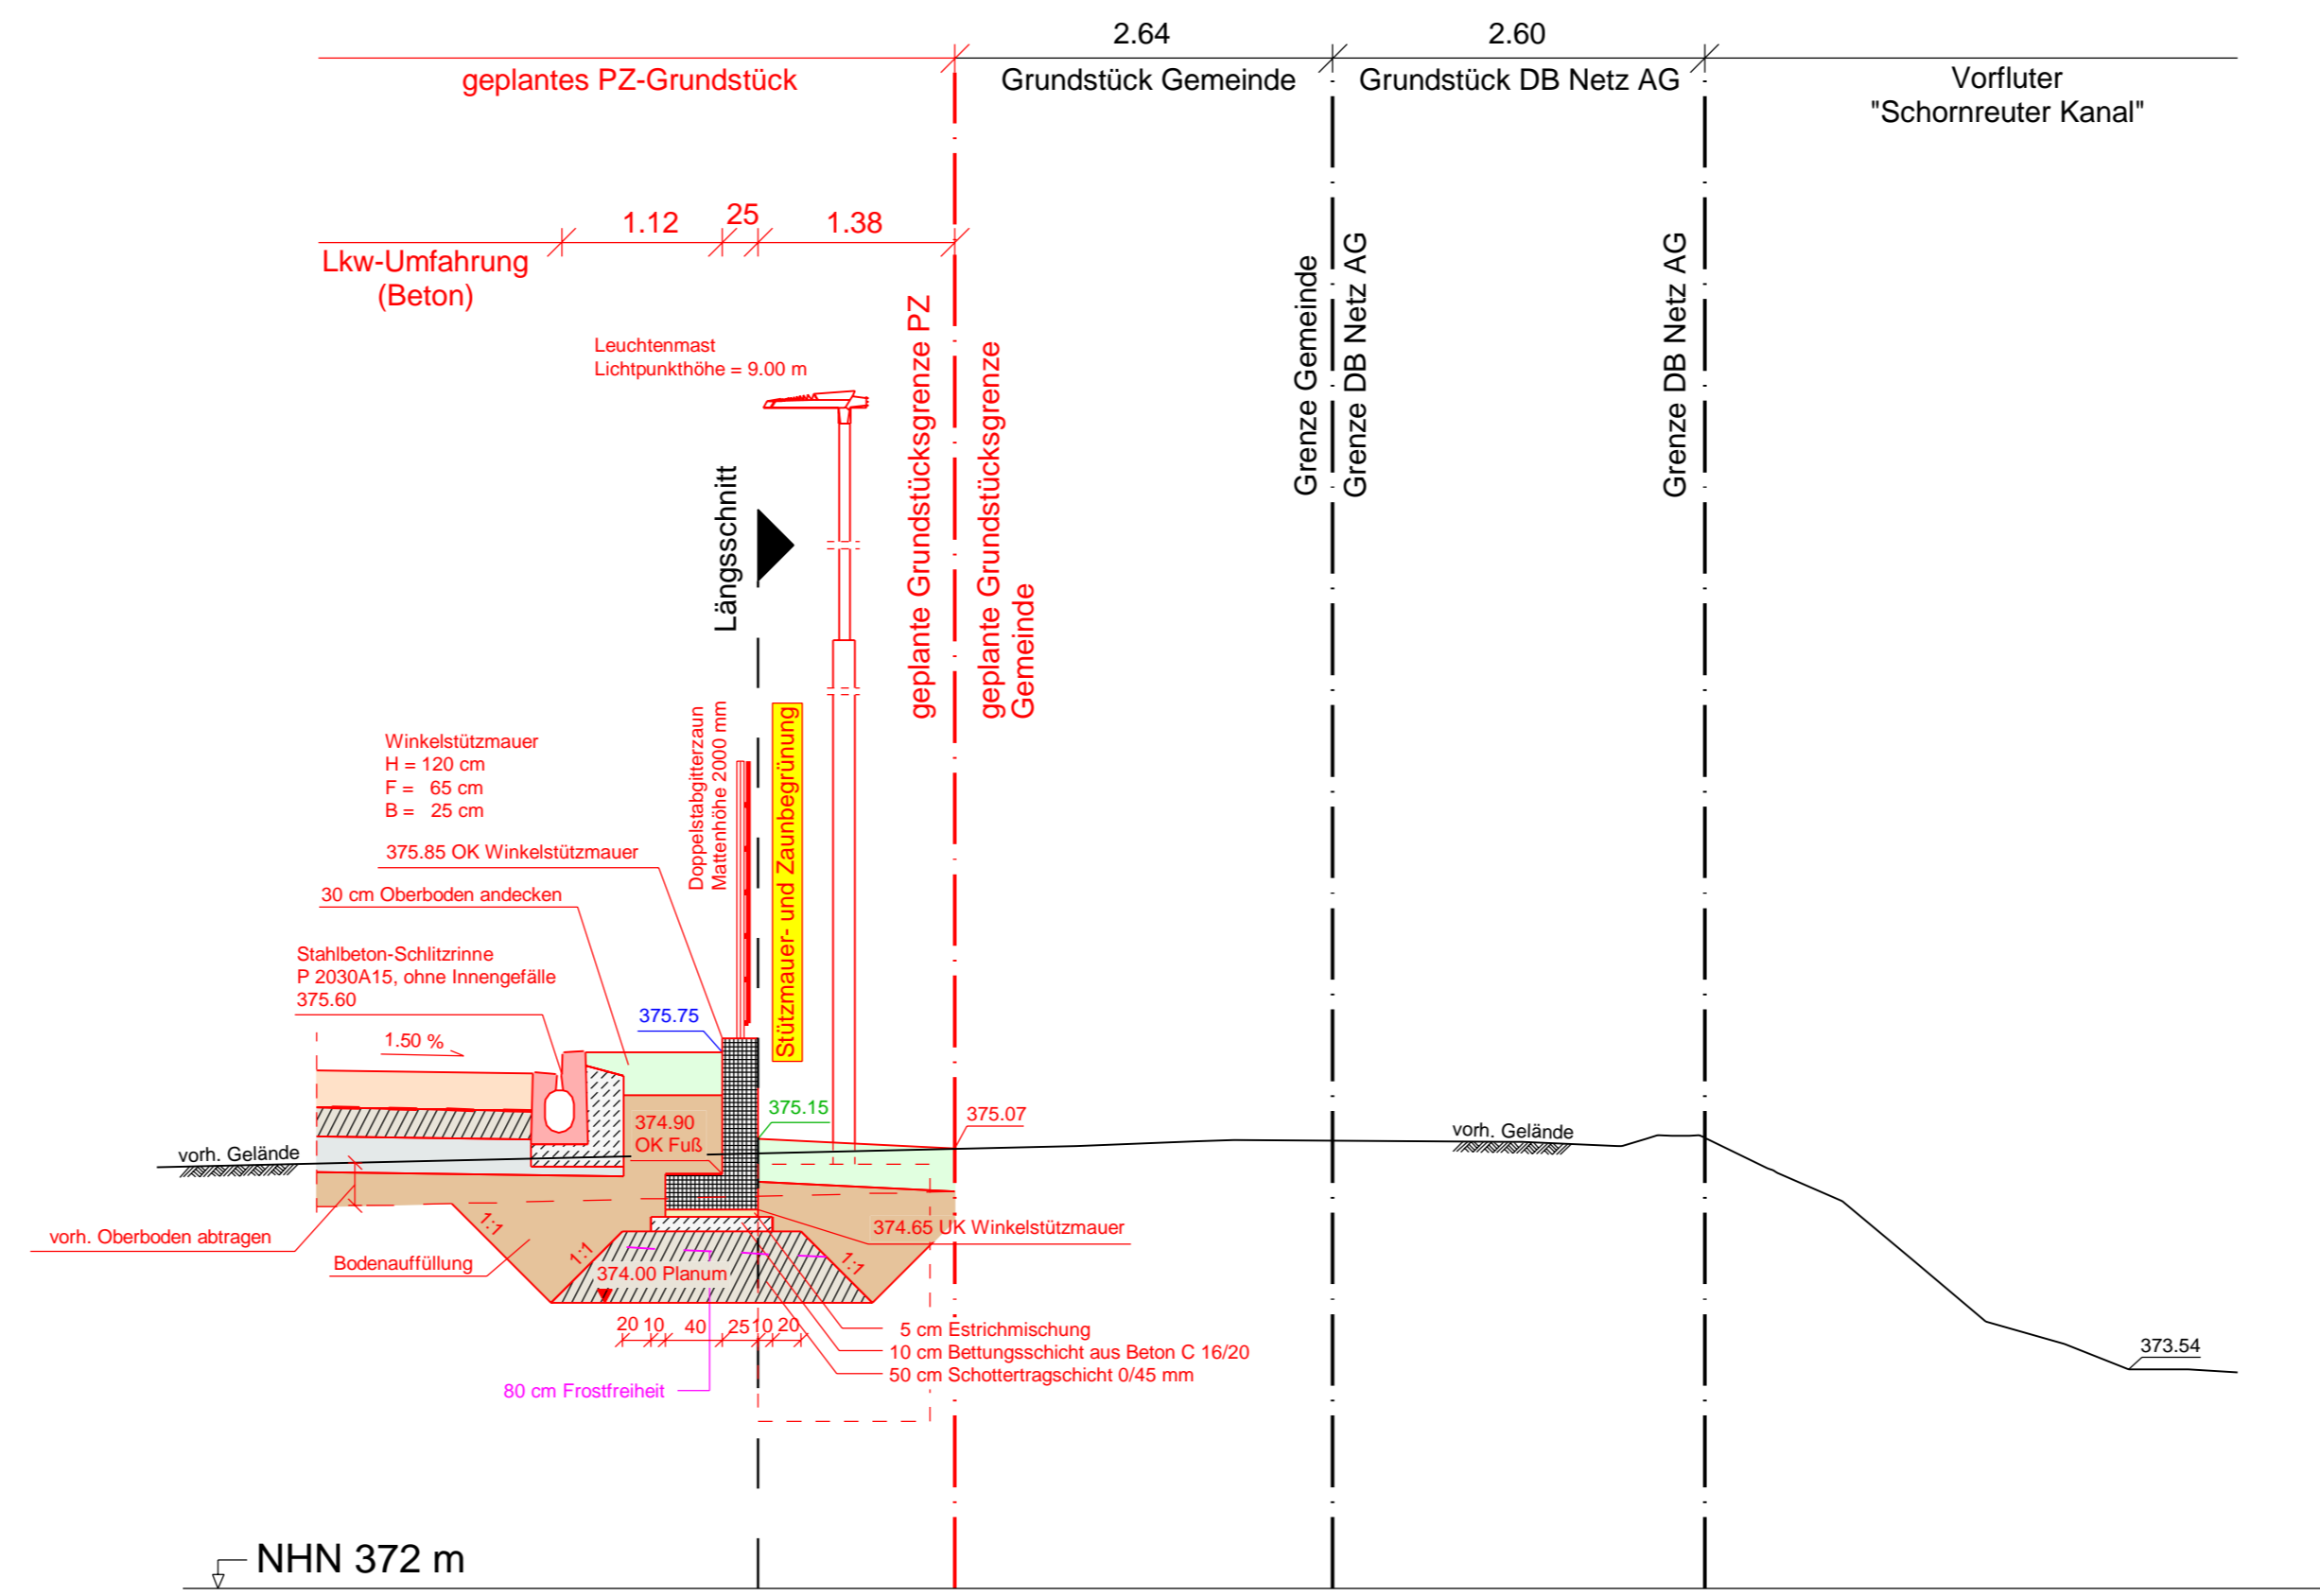 2.64
2.60
geplantes PZ-Grundstück
Grundstück Gemeinde
Grundstück DB Netz AG
Vorfluter
"Schornreuter Kanal"
1.12
25
1.38
Lkw-Umfahrung
(Beton)
Leuchtenmast
Lichtpunkthöhe = 9.00 m
geplante Grundstücksgrenze PZ
geplante Grundstücksgrenze
Gemeinde
Grenze Gemeinde
Grenze DB Netz AG
Grenze DB Netz AG
Längsschnitt
Winkelstützmauer
H = 120 cm
F = 65 cm
B = 25 cm
Doppelstabgitterzaun
Mattenhöhe 2000 mm
Stützmauer- und Zaunbegrünung
375.85 OK Winkelstützmauer
30 cm Oberboden andecken
Stahlbeton-Schlitzrinne
P 2030A15, ohne Innengefälle
375.60
375.75
1.50 %
375.15
375.07
374.90
OK Fuß
vorh. Gelände
vorh. Gelände
374.65 UK Winkelstützmauer
vorh. Oberboden abtragen
Bodenauffüllung
1:1
1:1
1:1
374.00 Planum
20
10
40
25
10
20
5 cm Estrichmischung
10 cm Bettungsschicht aus Beton C 16/20
50 cm Schottertragschicht 0/45 mm
80 cm Frostfreiheit
373.54
NHN 372 m